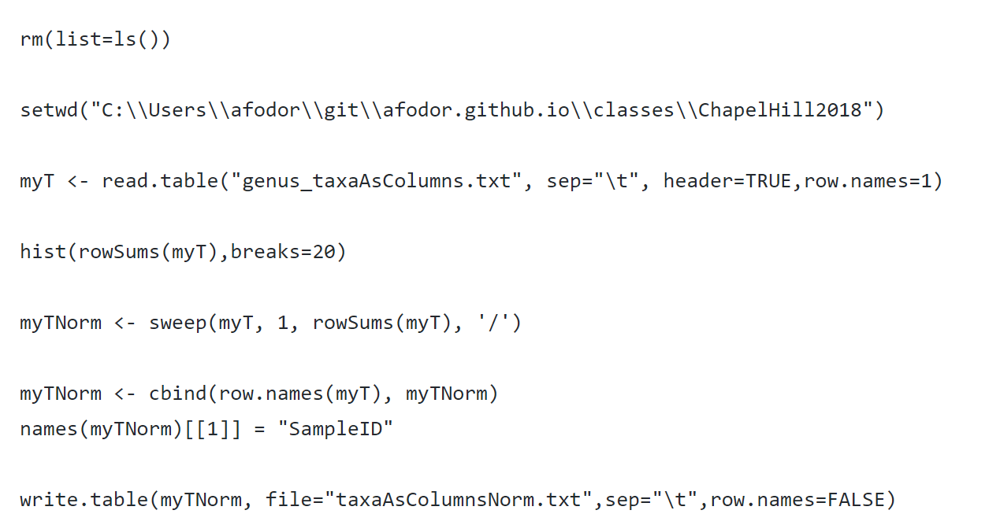 rm(list=ls())
setwd("C:\\Users\\afodor\\git\\afodor.github.io\\classes\\ChapelHill2018")
myT <- read.table("genus_taxaAsColumns.txt", sep="\t", header=TRUE,row.names=1)
hist(rowSums(myT),breaks=20)
myTNorm <- sweep(myT, 1, rowSums(myT), '/')
myTNorm <- cbind(row.names(myT), myTNorm)
names(myTNorm)[[1]] = "SampleID"
write.table(myTNorm, file="taxaAsColumnsNorm.txt",sep="\t",row.names=FALSE)